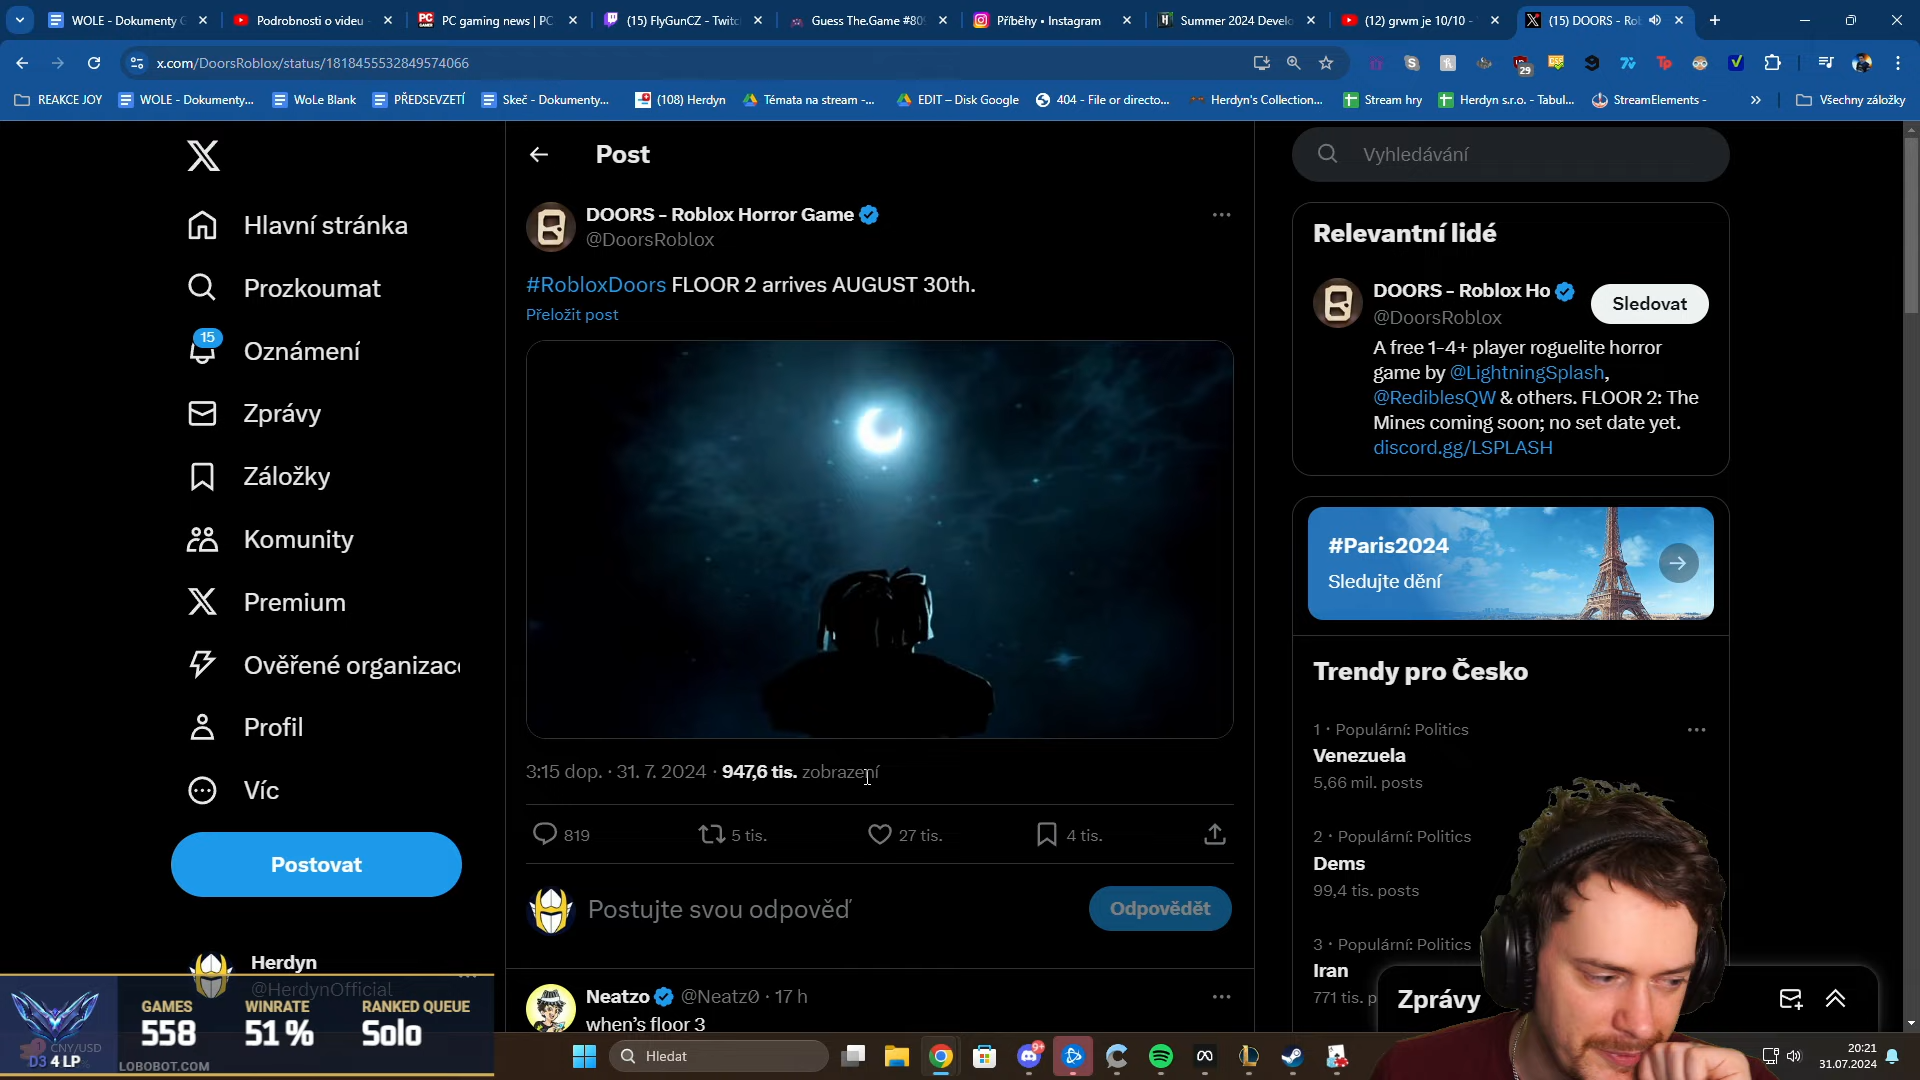 WOLE - Dokumenty G
Podrobnosti o videu -
PC gaming news | PC
(15) FlyGunCZ - Twitc
Guess The.Game #809
Příběhy • Instagram
Summer 2024 Develo
(12) grwm je 10/10 -
(15) DOORS - Ro
x.com/DoorsRoblox/status/1818455532849574066
REAKCE JOY
WOLE - Dokumenty...
WoLe Blank
PŘEDSEVZETÍ
Skeč - Dokumenty...
(108) Herdyn
Témata na stream -...
EDIT – Disk Google
404 - File or directo...
Herdyn's Collection...
Stream hry
Herdyn s.r.o. - Tabul...
StreamElements -
Všechny záložky
Hlavní stránka
Prozkoumat
15
Oznámení
Zprávy
Záložky
Komunity
Premium
Ověřené organizac
Profil
Víc
Postovat
Herdyn
@HerdynOfficial
Post
DOORS - Roblox Horror Game
@DoorsRoblox
#RobloxDoors FLOOR 2 arrives AUGUST 30th.
Přeložit post
3:15 dop. · 31. 7. 2024 · 947,6 tis. zobrazení
819
5 tis.
27 tis.
4 tis.
Postujte svou odpověď
Odpovědět
Neatzo @Neatz0 · 17 h
when's floor 3
Vyhledávání
Relevantní lidé
DOORS - Roblox Ho
@DoorsRoblox
Sledovat
A free 1-4+ player roguelite horror
game by @LightningSplash,
@RediblesQW & others. FLOOR 2: The
Mines coming soon; no set date yet.
discord.gg/LSPLASH
#Paris2024
Sledujte dění
Trendy pro Česko
1 · Populární: Politics
Venezuela
5,66 mil. posts
2 · Populární: Politics
Dems
99,4 tis. posts
3 · Populární: Politics
Iran
771 tis. p
Zprávy
GAMES
558
WINRATE
51 %
RANKED QUEUE
Solo
CNY/USD
D3 4 LP
LOBOBOT.COM
Hledat
20:21
31.07.2024